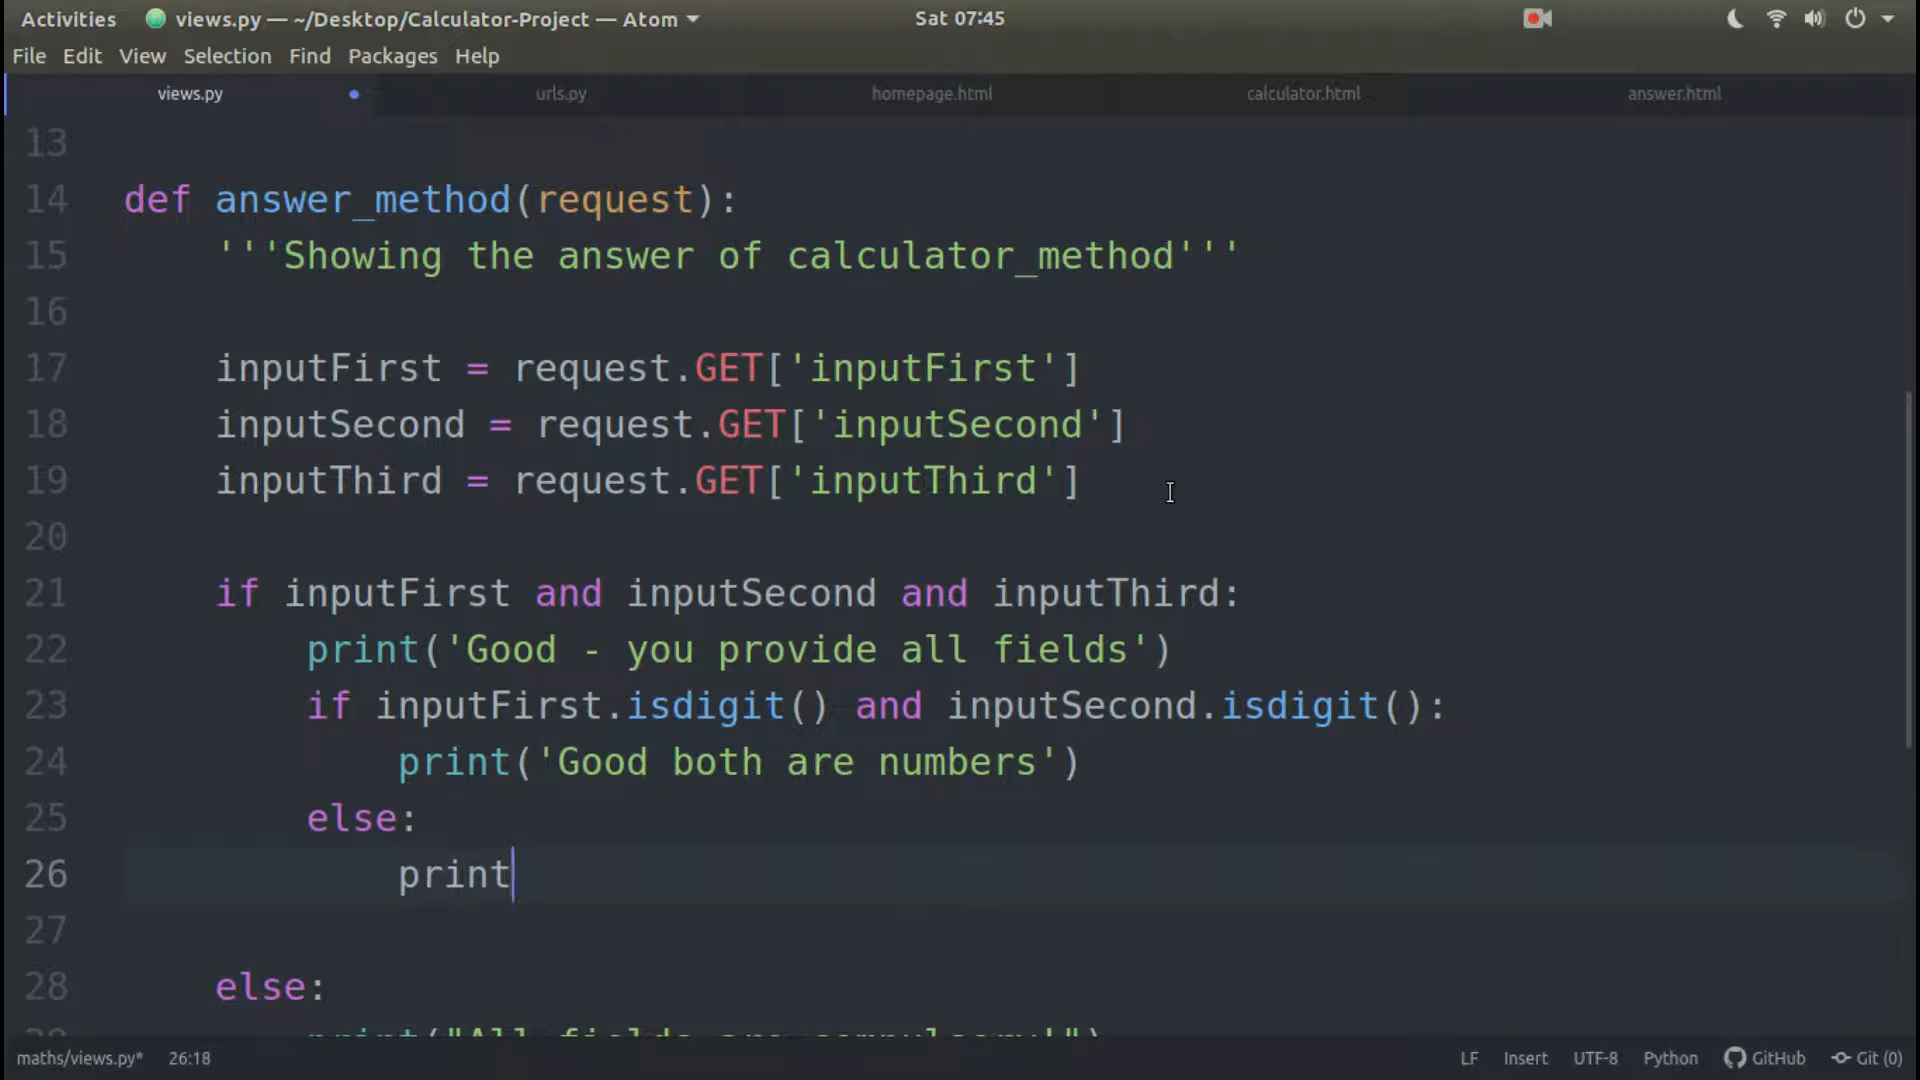 Activities views.py — ~/Desktop/Calculator-Project — Atom Sat 07:45
File Edit View Selection Find Packages Help
views.py urls.py homepage.html calculator.html answer.html
13
14 def answer_method(request):
15 '''Showing the answer of calculator_method'''
16
17 inputFirst = request.GET['inputFirst']
18 inputSecond = request.GET['inputSecond']
19 inputThird = request.GET['inputThird']
20
21 if inputFirst and inputSecond and inputThird:
22 print('Good - you provide all fields')
23 if inputFirst.isdigit() and inputSecond.isdigit():
24 print('Good both are numbers')
25 else:
26 print
27
28 else:
print("All fields are
maths/views.py* 26:18 LF Insert UTF-8 Python GitHub Git (0)